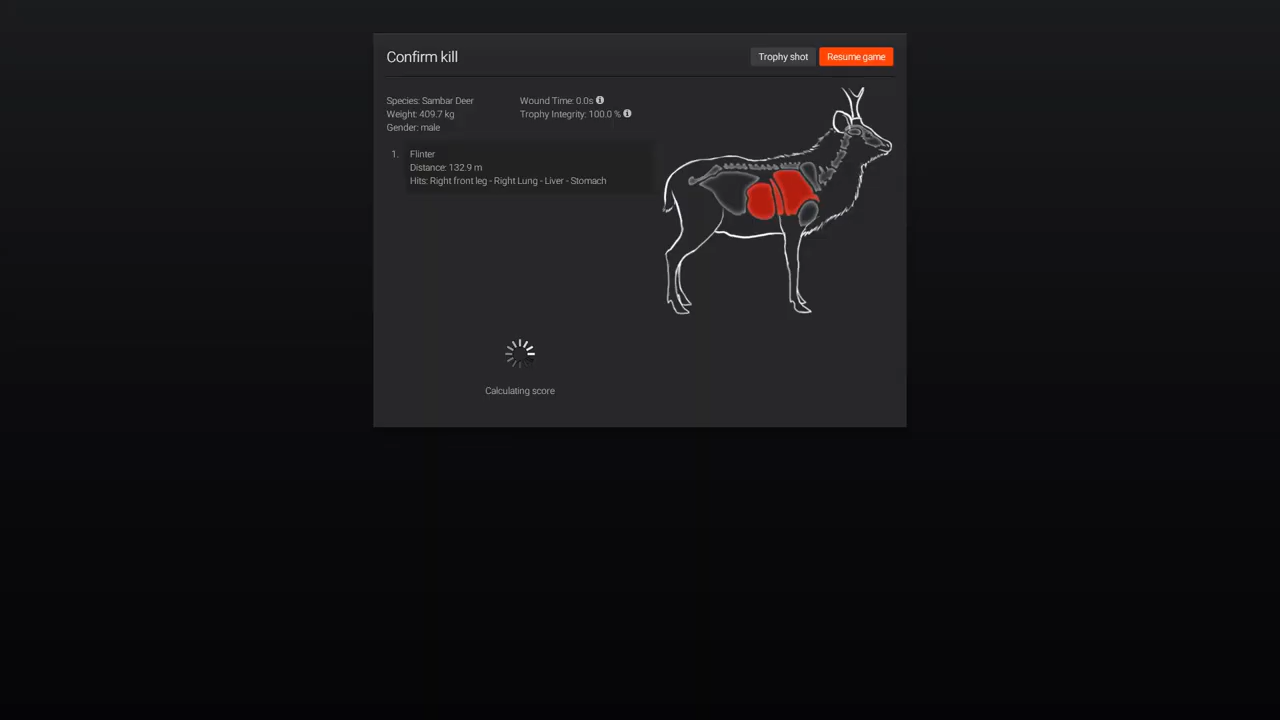 Confirm kill
Trophy shot
Resume game
Species: Sambar Deer
Weight: 409.7 kg
Gender: male
Wound Time: 0.0s
Trophy Integrity: 100.0 %
1. Flinter
Distance: 132.9 m
Hits: Right front leg - Right Lung - Liver - Stomach
Calculating score